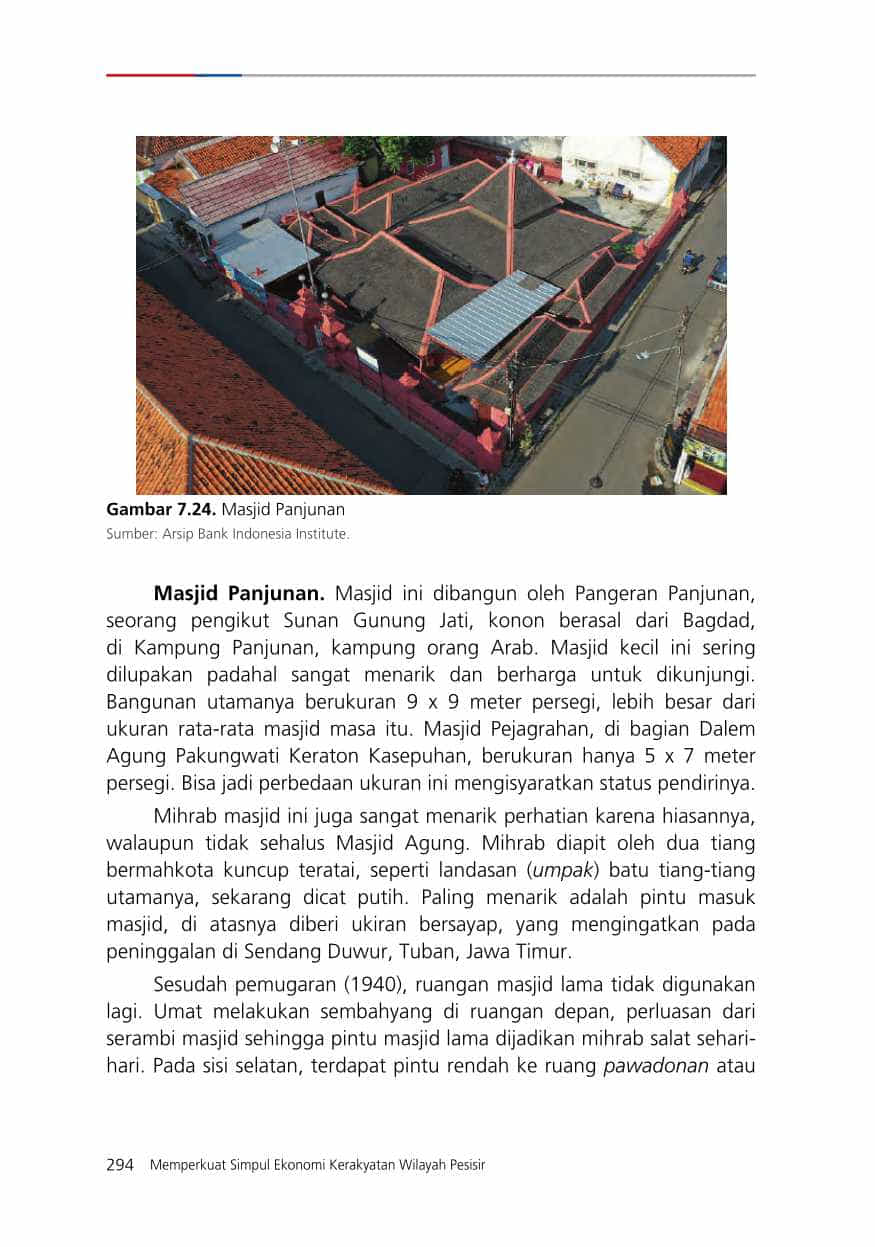 Gambar 7.24. Masjid Panjunan
Sumber: Arsip Bank Indonesia Institute.
Masjid Panjunan. Masjid ini dibangun oleh Pangeran Panjunan,
seorang pengikut Sunan Gunung Jati, konon berasal dari Bagdad,
di Kampung Panjunan, kampung orang Arab. Masjid kecil ini sering
dilupakan padahal sangat menarik dan berharga untuk dikunjungi.
Bangunan utamanya berukuran 9 x 9 meter persegi, lebih besar dari
ukuran rata-rata masjid masa itu. Masjid Pejagrahan, di bagian Dalem
Agung Pakungwati Keraton Kasepuhan, berukuran hanya 5 x 7 meter
persegi. Bisa jadi perbedaan ukuran ini mengisyaratkan status pendirinya.
Mihrab masjid ini juga sangat menarik perhatian karena hiasannya,
walaupun tidak sehalus Masjid Agung. Mihrab diapit oleh dua tiang
bermahkota kuncup teratai, seperti landasan (umpak) batu tiang-tiang
utamanya, sekarang dicat putih. Paling menarik adalah pintu masuk
masjid, di atasnya diberi ukiran bersayap, yang mengingatkan pada
peninggalan di Sendang Duwur, Tuban, Jawa Timur.
Sesudah pemugaran (1940), ruangan masjid lama tidak digunakan
lagi. Umat melakukan sembahyang di ruangan depan, perluasan dari
serambi masjid sehingga pintu masjid lama dijadikan mihrab salat sehari-
hari. Pada sisi selatan, terdapat pintu rendah ke ruang pawadonan atau
294 Memperkuat Simpul Ekonomi Kerakyatan Wilayah Pesisir